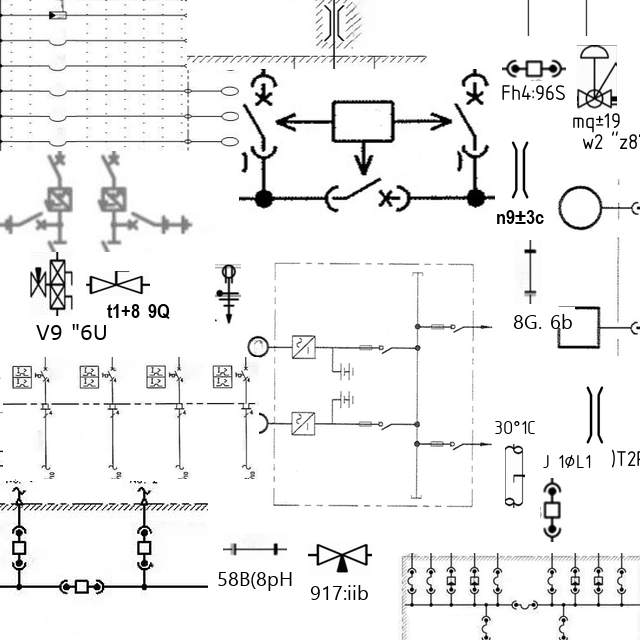 Fh4:96S
mq±19
w2 "z8
n9±3c
t1+8 9Q
V9 "6U
8G. 6b
30°1C
J 1ØL1
)T2F
58B(8pH
917:iib